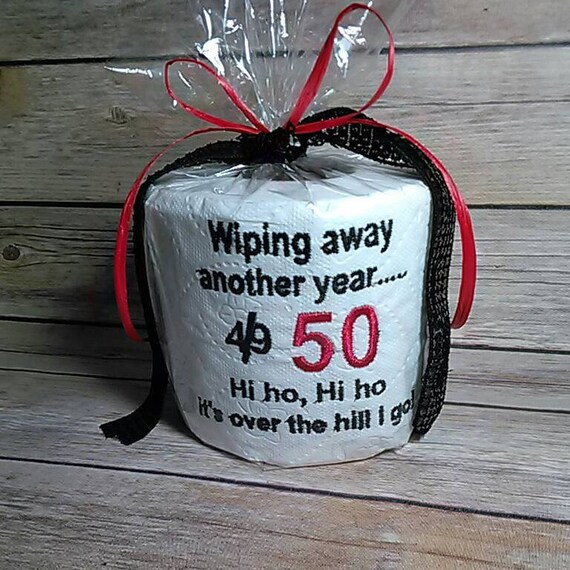 Wiping away
another year.....
49 50
Hi ho, Hi ho
it's over the hill I go!